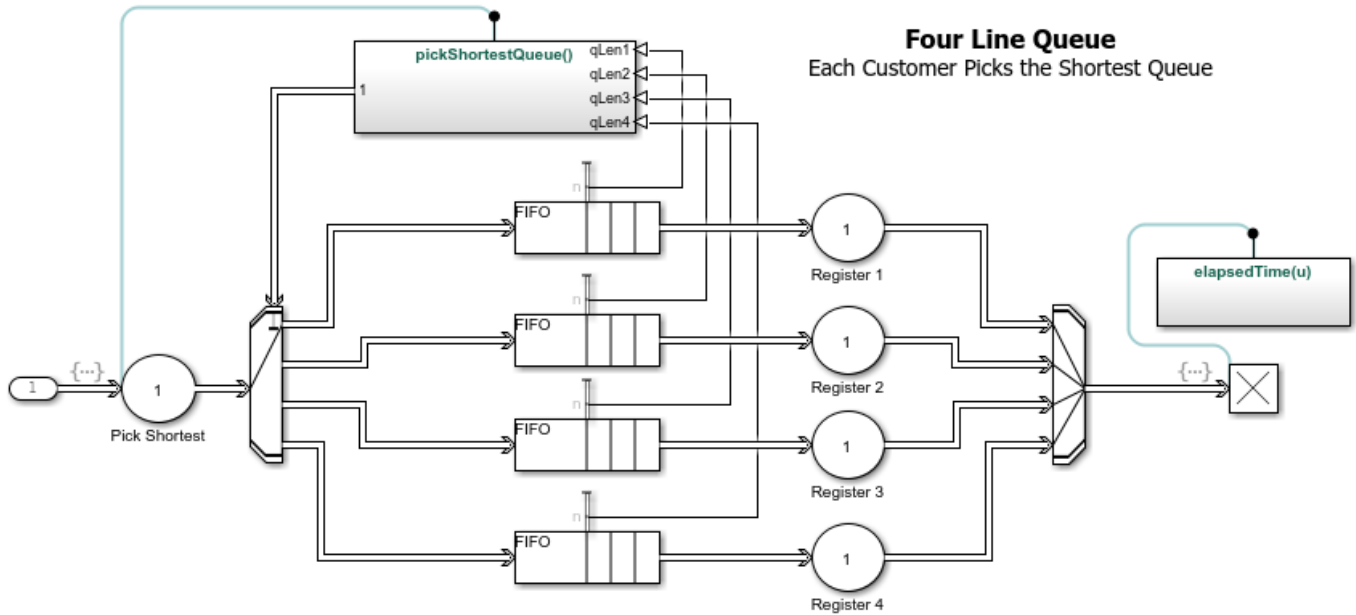 Four Line Queue
Each Customer Picks the Shortest Queue
pickShortestQueue()
qLen1
qLen2
qLen3
qLen4
1
n
FIFO
1
Register 1
elapsedTime(u)
n
FIFO
1
Register 2
1
{...}
1
Pick Shortest
1
{...}
n
FIFO
1
Register 3
n
FIFO
1
Register 4